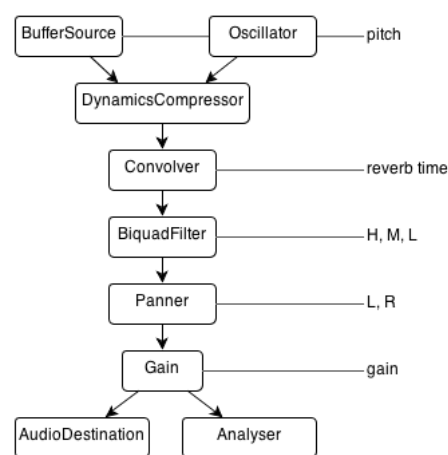 BufferSource Oscillator pitch
DynamicsCompressor
Convolver reverb time
BiquadFilter H, M, L
Panner L, R
Gain gain
AudioDestination Analyser